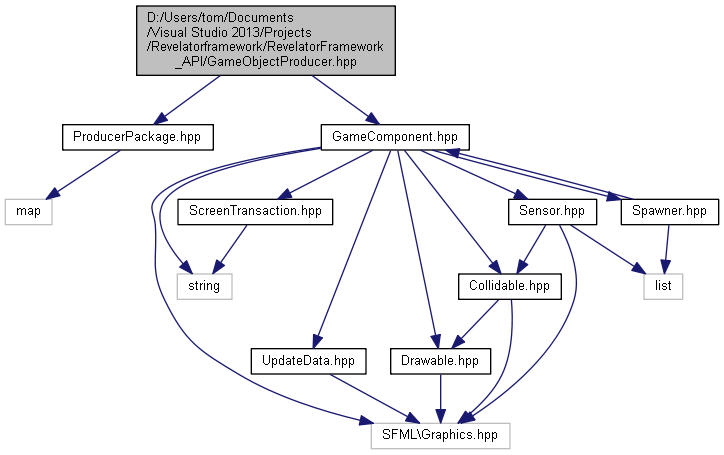 D:/Users/tom/Documents
/Visual Studio 2013/Projects
/Revelatorframework/RevelatorFramework
_API/GameObjectProducer.hpp
ProducerPackage.hpp
GameComponent.hpp
map
ScreenTransaction.hpp
Sensor.hpp
Spawner.hpp
string
Collidable.hpp
list
UpdateData.hpp
Drawable.hpp
SFML\Graphics.hpp